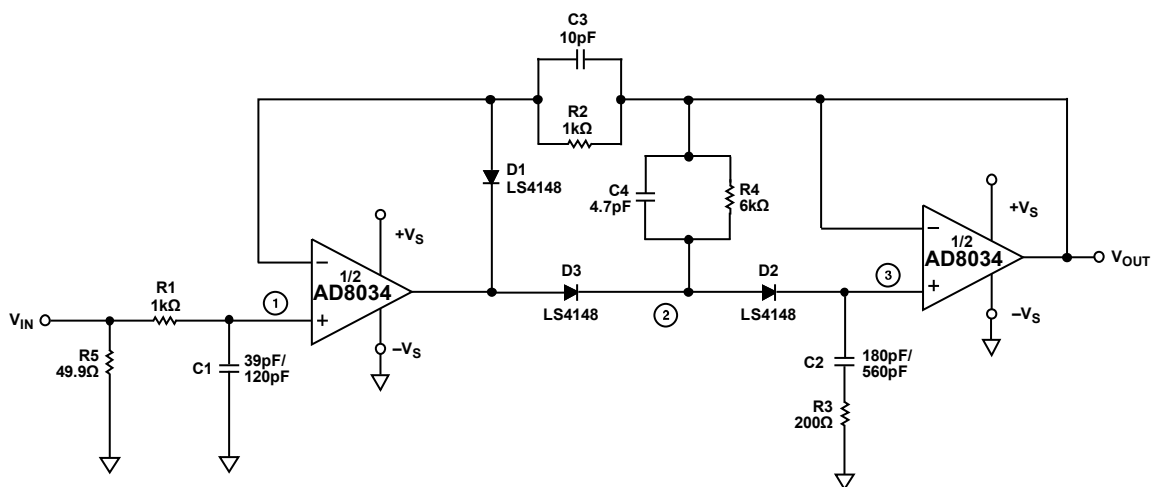 C3
10pF
R2
1kΩ
D1
LS4148
C4
4.7pF
R4
6kΩ
+VS
–
1/2
AD8034
+
–VS
D3
LS4148
2
D2
LS4148
3
+VS
–
1/2
AD8034
+
–VS
VOUT
VIN
R1
1kΩ
1
R5
49.9Ω
C1
39pF/
120pF
C2
180pF/
560pF
R3
200Ω